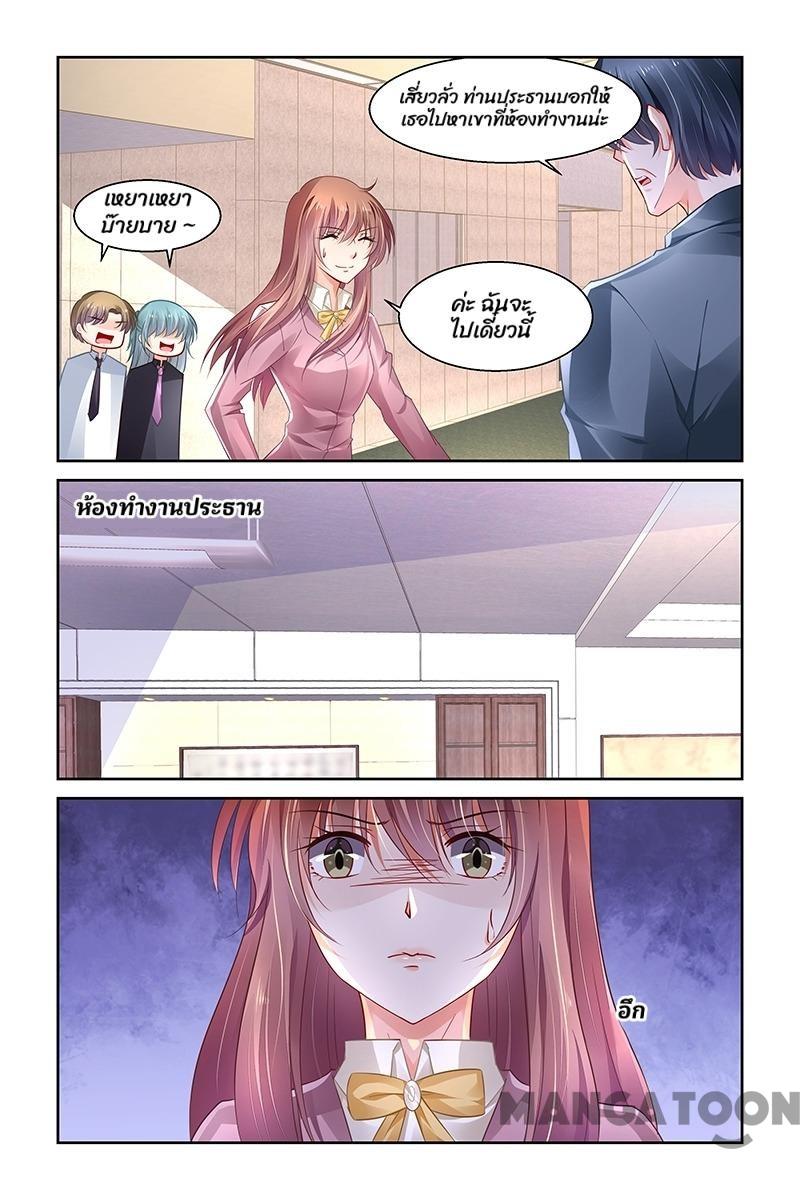 เสี่ยวลั่ว ท่านประธานบอกให้
เธอไปหาเขาที่ห้องทำงานน่ะ
เหยาเหยา
บ๊ายบาย ~
ค่ะ ฉันจะ
ไปเดี๋ยวนี้
ห้องทำงานประธาน
อึก
MANGATOON